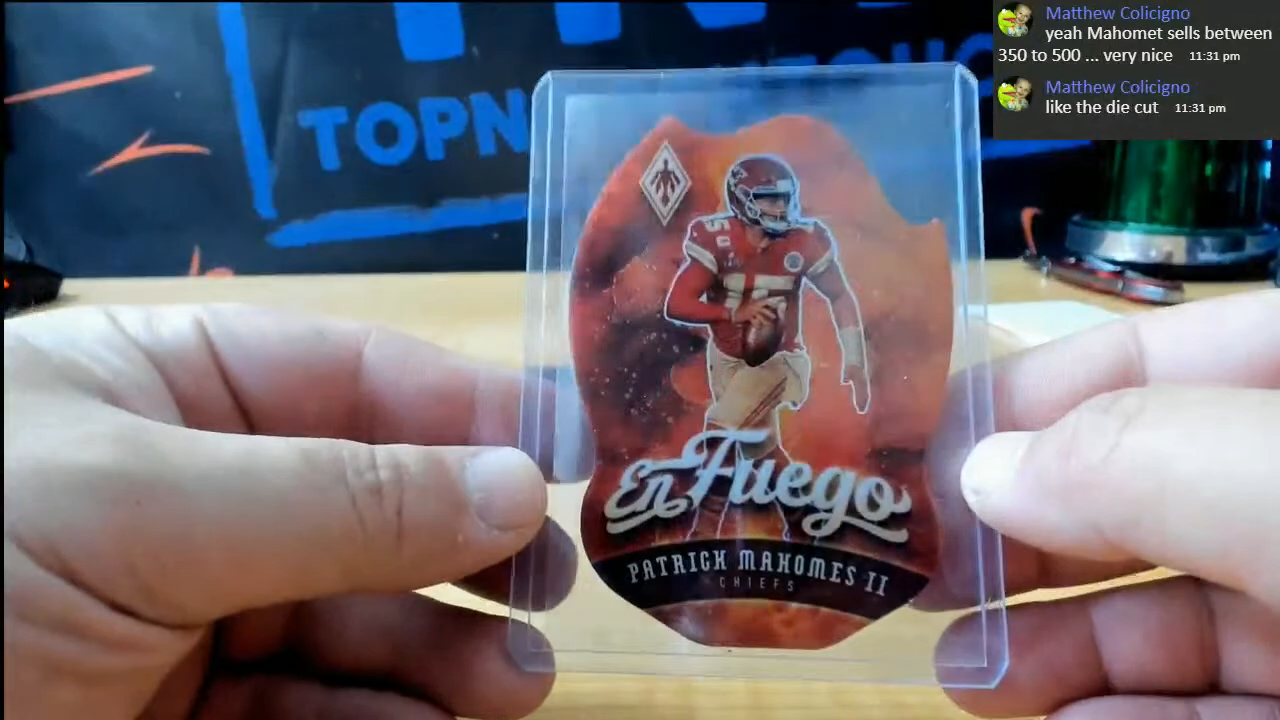 Matthew Colicigno
yeah Mahomet sells between
350 to 500 ... very nice 11:31 pm
Matthew Colicigno
like the die cut 11:31 pm
TOPN
15
En Fuego
PATRICK MAHOMES II
CHIEFS